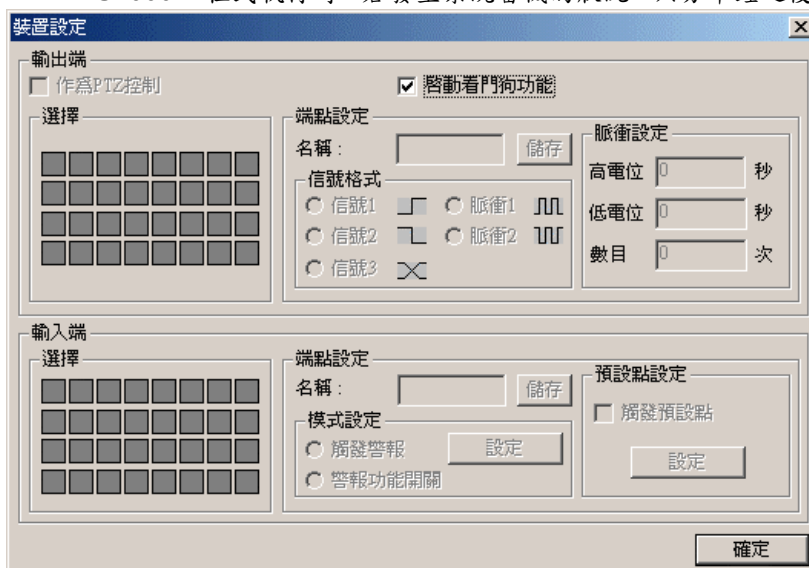 裝置設定
輸出端
作為PTZ控制
啟動看門狗功能
選擇
端點設定
名稱：
儲存
信號格式
信號1
脈衝1
信號2
脈衝2
信號3
脈衝設定
高電位 0 秒
低電位 0 秒
數目 0 次
輸入端
選擇
端點設定
名稱：
儲存
模式設定
觸發警報
設定
警報功能開關
預設點設定
觸發預設點
設定
確定